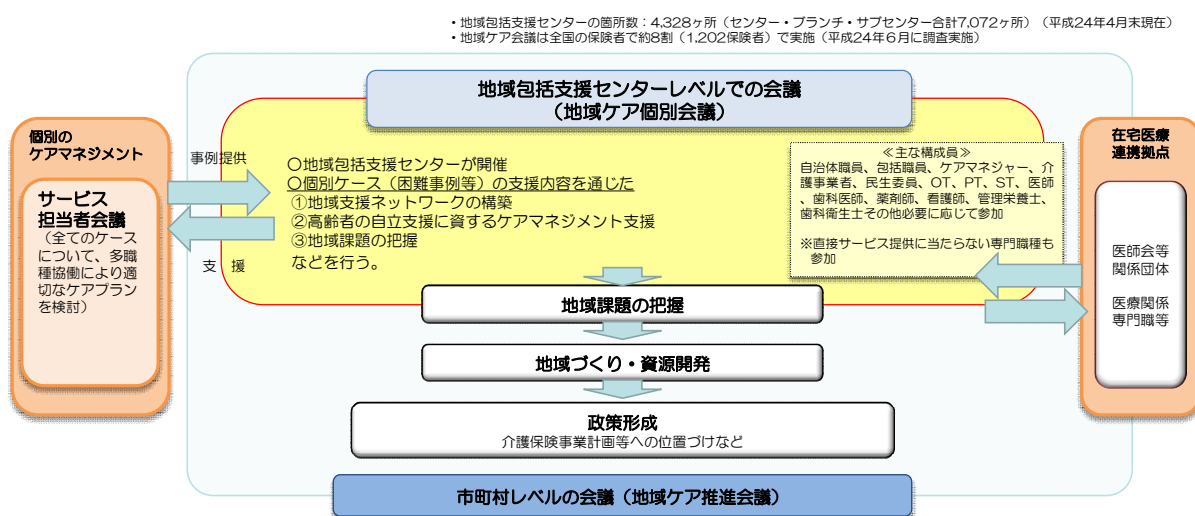 ・地域包括支援センターの箇所数：4,328ヶ所（センター・ブランチ・サブセンター合計7,072ヶ所）（平成24年4月末現在）
・地域ケア会議は全国の保険者で約8割（1,202保険者）で実施（平成24年６月に調査実施）
地域包括支援センターレベルでの会議
（地域ケア個別会議）
個別の
ケアマネジメント
サービス
担当者会議
（全てのケース
について、多職
種協働により適
切なケアプラン
を検討）
事例提供
支　援
〇地域包括支援センターが開催
〇個別ケース（困難事例等）の支援内容を通じた
①地域支援ネットワークの構築
②高齢者の自立支援に資するケアマネジメント支援
③地域課題の把握
などを行う。
≪主な構成員≫
自治体職員、包括職員、ケアマネジャー、介
護事業者、民生委員、OT、PT、ST、医師
、歯科医師、薬剤師、看護師、管理栄養士、
歯科衛生士その他必要に応じて参加
※直接サービス提供に当たらない専門職種も
参加
在宅医療
連携拠点
医師会等
関係団体
医療関係
専門職等
地域課題の把握
地域づくり・資源開発
政策形成
介護保険事業計画等への位置づけなど
市町村レベルの会議（地域ケア推進会議）